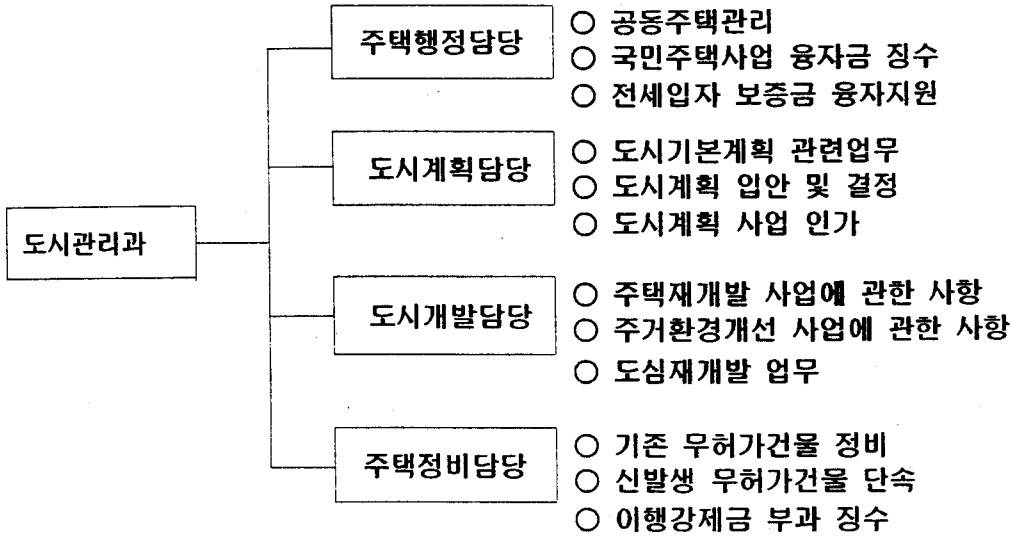 주택행정담당
○ 공동주택관리
○ 국민주택사업 융자금 징수
○ 전세입자 보증금 융자지원
도시계획담당
○ 도시기본계획 관련업무
○ 도시계획 입안 및 결정
○ 도시계획 사업 인가
도시관리과
도시개발담당
○ 주택재개발 사업에 관한 사항
○ 주거환경개선 사업에 관한 사항
○ 도심재개발 업무
주택정비담당
○ 기존 무허가건물 정비
○ 신발생 무허가건물 단속
○ 이행강제금 부과 징수